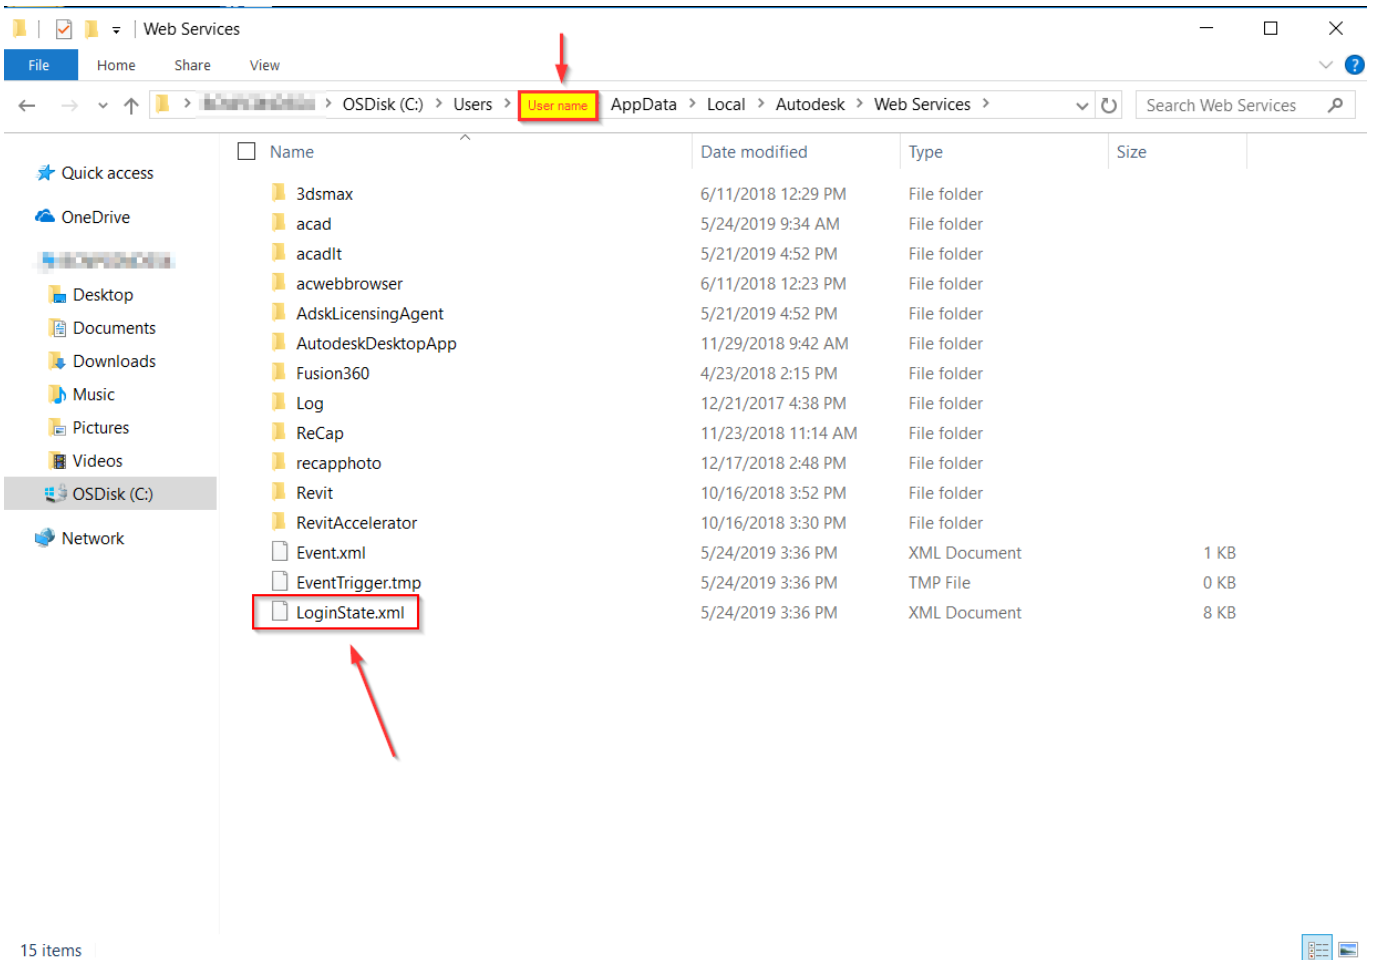 Web Services
File Home Share View
OSDisk (C:) Users User name AppData Local Autodesk Web Services Search Web Services
Name Date modified Type Size
Quick access
OneDrive
Desktop
Documents
Downloads
Music
Pictures
Videos
OSDisk (C:)
Network
3dsmax 6/11/2018 12:29 PM File folder
acad 5/24/2019 9:34 AM File folder
acadlt 5/21/2019 4:52 PM File folder
acwebbrowser 6/11/2018 12:23 PM File folder
AdskLicensingAgent 5/21/2019 4:52 PM File folder
AutodeskDesktopApp 11/29/2018 9:42 AM File folder
Fusion360 4/23/2018 2:15 PM File folder
Log 12/21/2017 4:38 PM File folder
ReCap 11/23/2018 11:14 AM File folder
recapphoto 12/17/2018 2:48 PM File folder
Revit 10/16/2018 3:52 PM File folder
RevitAccelerator 10/16/2018 3:30 PM File folder
Event.xml 5/24/2019 3:36 PM XML Document 1 KB
EventTrigger.tmp 5/24/2019 3:36 PM TMP File 0 KB
LoginState.xml 5/24/2019 3:36 PM XML Document 8 KB
15 items